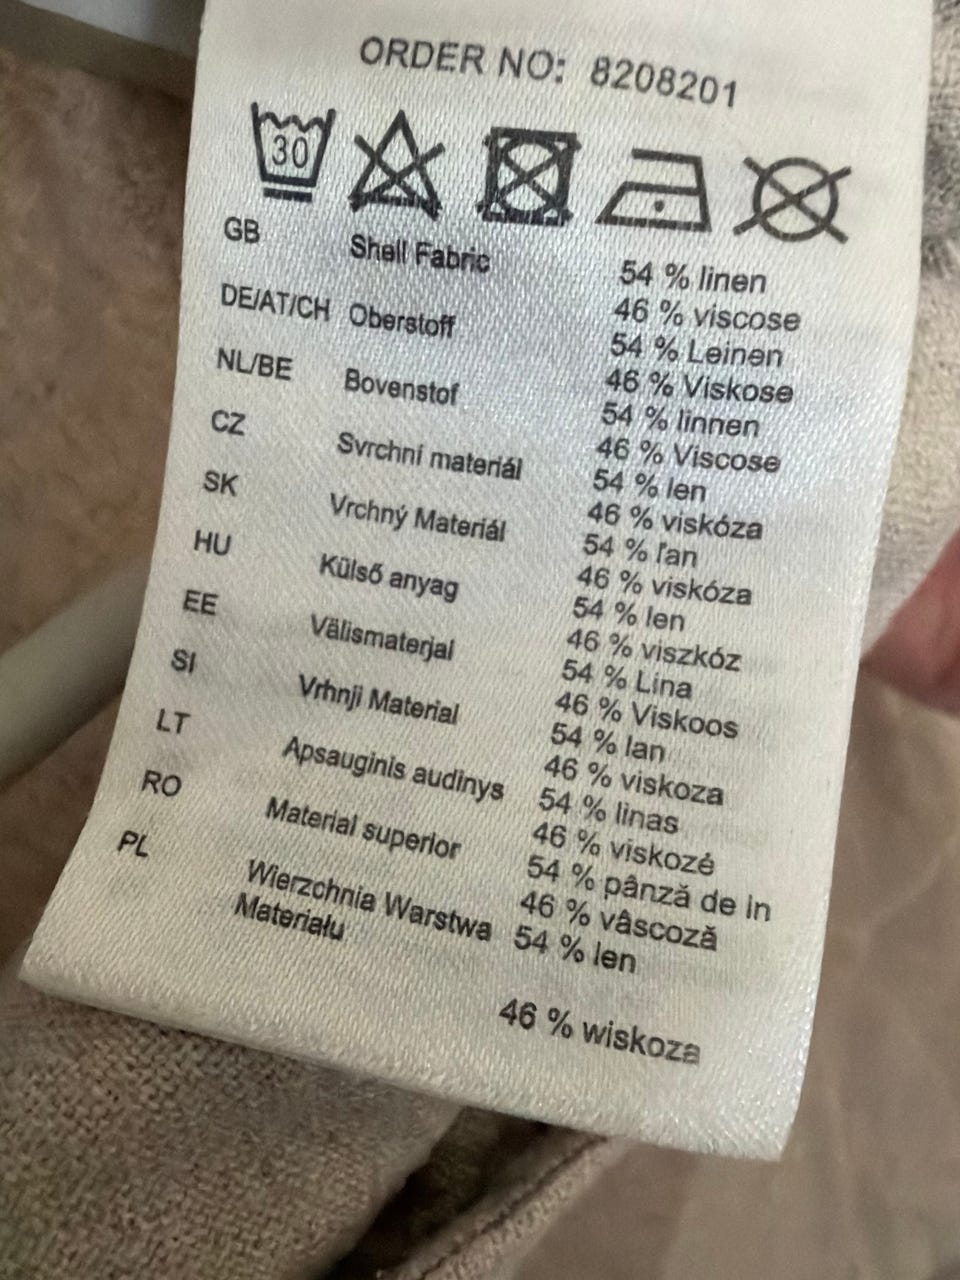 ORDER NO: 8208201
30
GB Shell Fabric 54 % linen
46 % viscose
DE/AT/CH Oberstoff 54 % Leinen
46 % Viskose
NL/BE Bovenstof 54 % linnen
46 % Viscose
CZ Svrchní materiál 54 % len
46 % viskóza
SK Vrchný Materiál 54 % ľan
46 % viskóza
HU Külső anyag 54 % len
46 % viszkóz
EE Välismaterjal 54 % Lina
46 % Viskoos
SI Vrhnji Material 54 % lan
46 % viskoza
LT Apsauginis audinys 54 % linas
46 % viskozé
RO Material superior 54 % pânză de in
46 % vâscoză
PL Wierzchnia Warstwa 54 % len
Materiału
46 % wiskoza